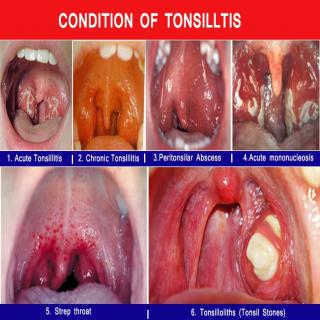 CONDITION OF TONSILLTIS
1. Acute Tonsillitis
2. Chronic Tonsillitis
3.Peritonsilar Abscess
4.Acute mononucleosis
5. Strep throat
6. Tonsilloliths (Tonsil Stones)